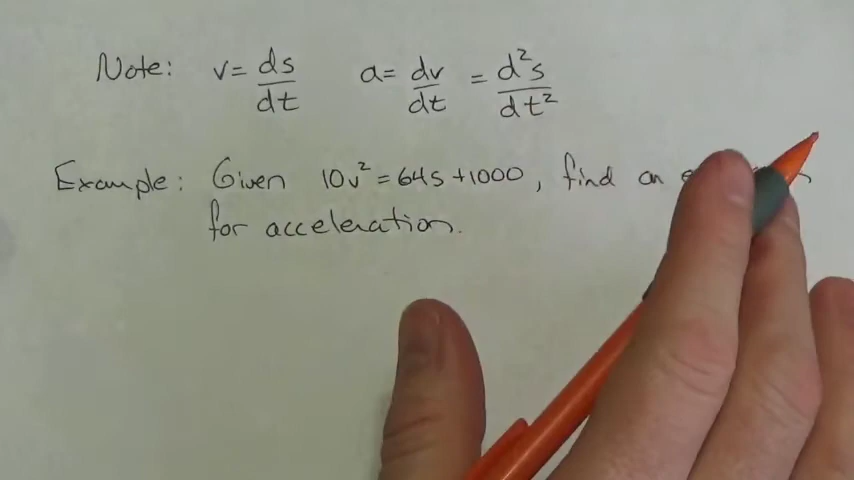 Note: v = ds/dt a = dv/dt = d²s/dt²
Example: Given 10v² = 64s + 1000, find an
for acceleration.